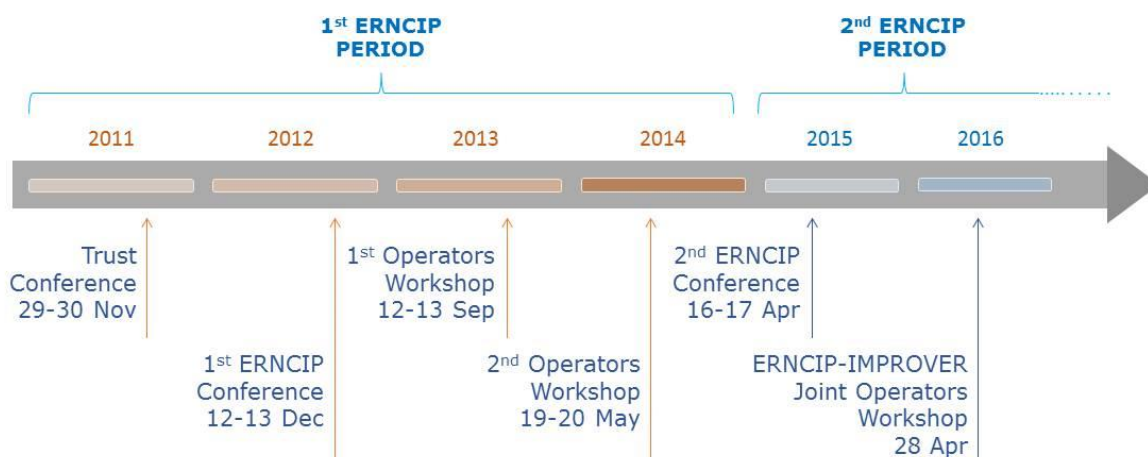 1st ERNCIP
PERIOD
2nd ERNCIP
PERIOD
2011
2012
2013
2014
2015
2016
Trust
Conference
29-30 Nov
1st ERNCIP
Conference
12-13 Dec
1st Operators
Workshop
12-13 Sep
2nd Operators
Workshop
19-20 May
2nd ERNCIP
Conference
16-17 Apr
ERNCIP-IMPROVER
Joint Operators
Workshop
28 Apr